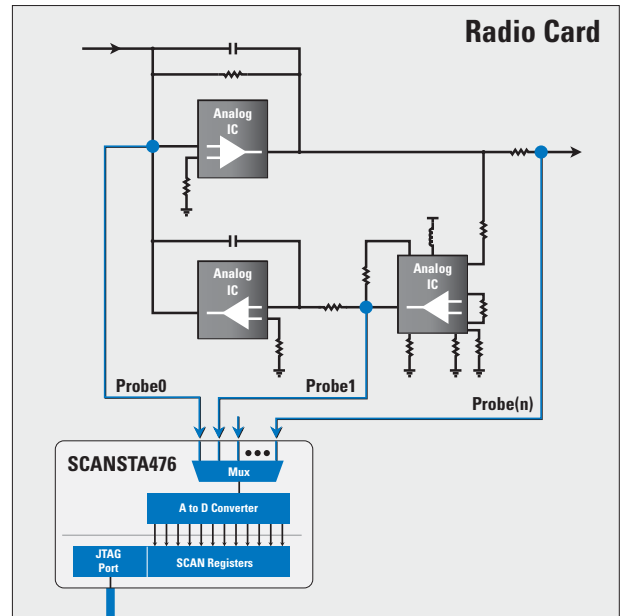 Radio Card
Analog
IC
Analog
IC
Analog
IC
Probe0
Probe1
Probe(n)
SCANSTA476
Mux
A to D Converter
JTAG
Port
SCAN Registers